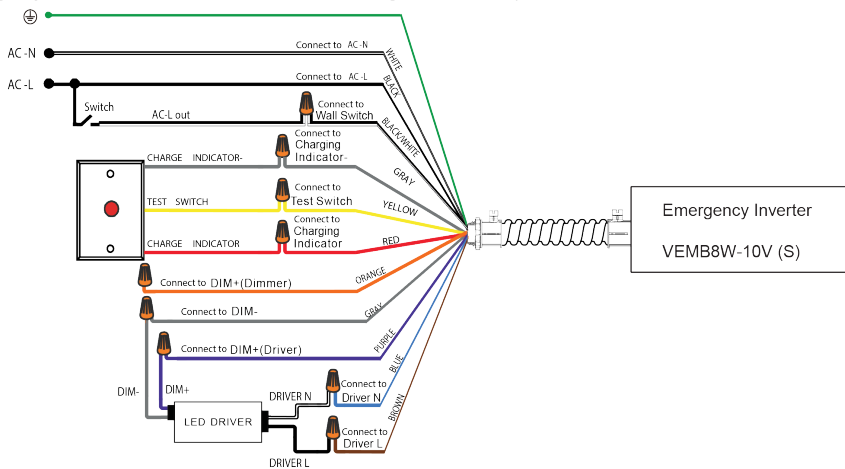 AC-N
Connect to AC-N
WHITE
AC-L
Connect to AC-L
BLACK
Switch
AC-L out
Connect to
Wall Switch
BLACK/WHITE
CHARGE INDICATOR-
Connect to
Charging
Indicator-
GRAY
TEST SWITCH
Connect to
Test Switch
YELLOW
CHARGE INDICATOR
Connect to
Charging
Indicator
RED
Emergency Inverter
VEMB8W-10V (S)
Connect to DIM+(Dimmer)
ORANGE
Connect to DIM-
GRAY
Connect to DIM+(Driver)
PURPLE
DIM-
DIM+
LED DRIVER
DRIVER N
Connect to
Driver N
BLUE
DRIVER L
Connect to
Driver L
BROWN